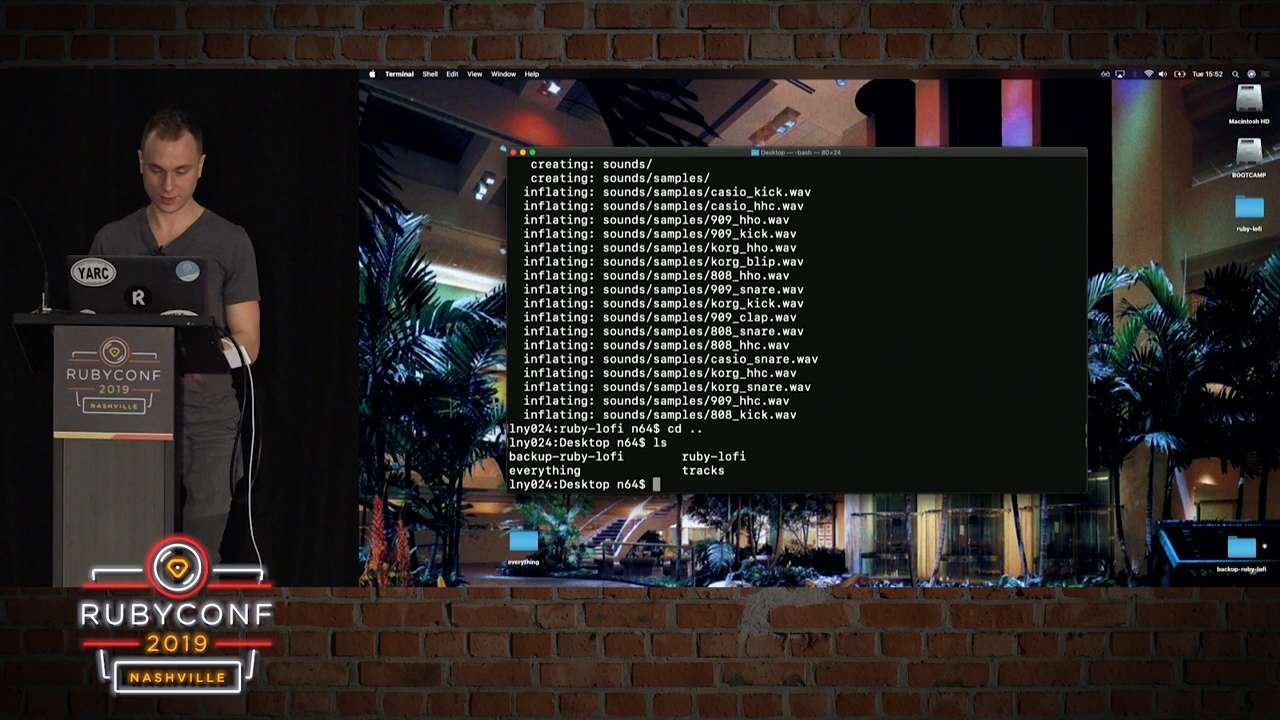 Terminal Shell Edit View Window Help
Tue 15:52
Macintosh HD
BOOTCAMP
ruby-lofi
Desktop — -bash — 80×24
creating: sounds/
creating: sounds/samples/
inflating: sounds/samples/casio_kick.wav
inflating: sounds/samples/casio_hhc.wav
inflating: sounds/samples/909_hho.wav
inflating: sounds/samples/909_kick.wav
inflating: sounds/samples/korg_hho.wav
inflating: sounds/samples/korg_blip.wav
inflating: sounds/samples/808_hho.wav
inflating: sounds/samples/909_snare.wav
inflating: sounds/samples/korg_kick.wav
inflating: sounds/samples/909_clap.wav
inflating: sounds/samples/808_snare.wav
inflating: sounds/samples/808_hhc.wav
inflating: sounds/samples/casio_snare.wav
inflating: sounds/samples/korg_hhc.wav
inflating: sounds/samples/korg_snare.wav
inflating: sounds/samples/909_hhc.wav
inflating: sounds/samples/808_kick.wav
lny024:ruby-lofi n64$ cd ..
lny024:Desktop n64$ ls
backup-ruby-lofi ruby-lofi
everything tracks
lny024:Desktop n64$
everything
backup-ruby-lofi
YARC
R
RUBYCONF
2019
NASHVILLE
RUBYCONF
2019
NASHVILLE